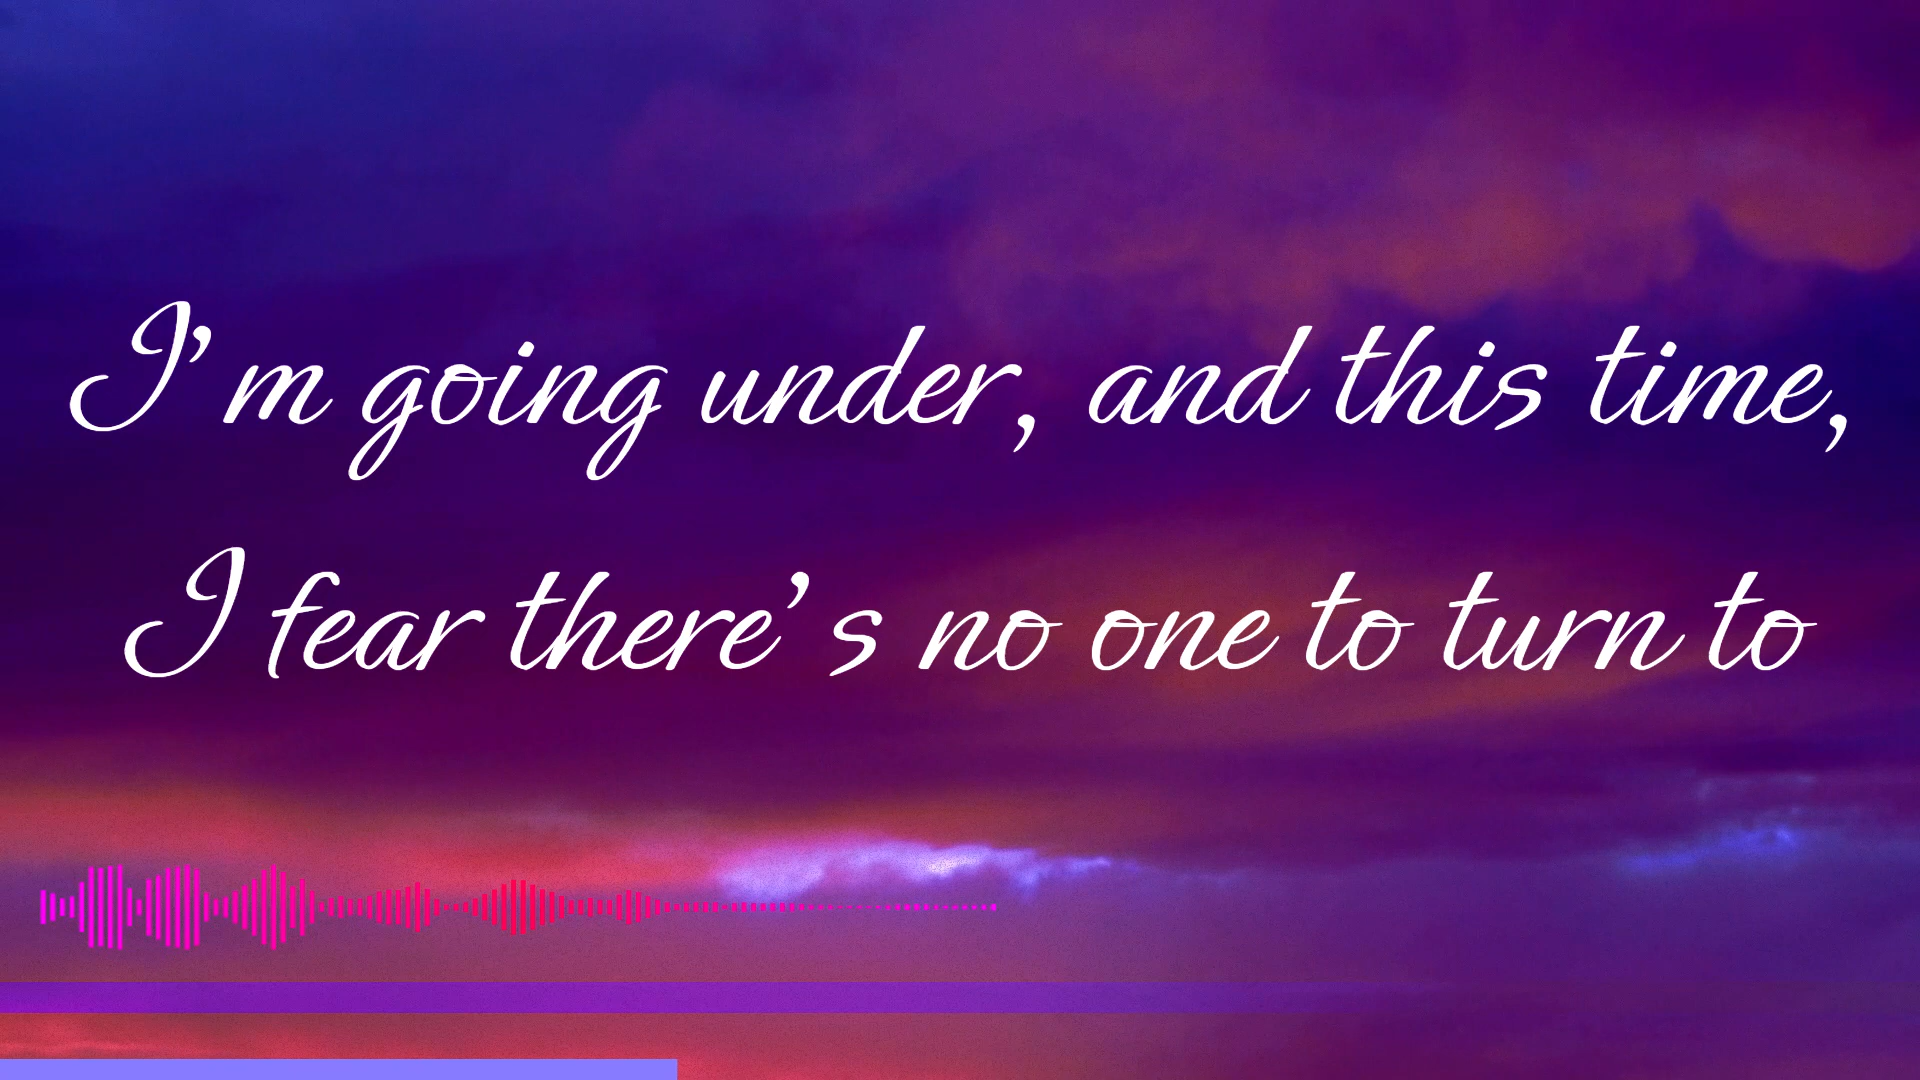 I’m going under, and this time,
I fear there’s no one to turn to